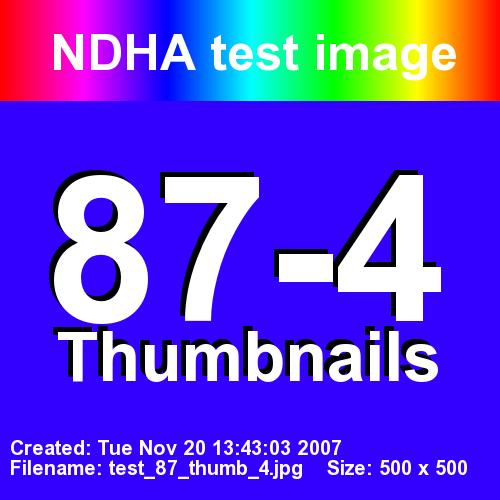 NDHA test image
87-4
Thumbnails
Created: Tue Nov 20 13:43:03 2007
Filename: test_87_thumb_4.jpg Size: 500 x 500